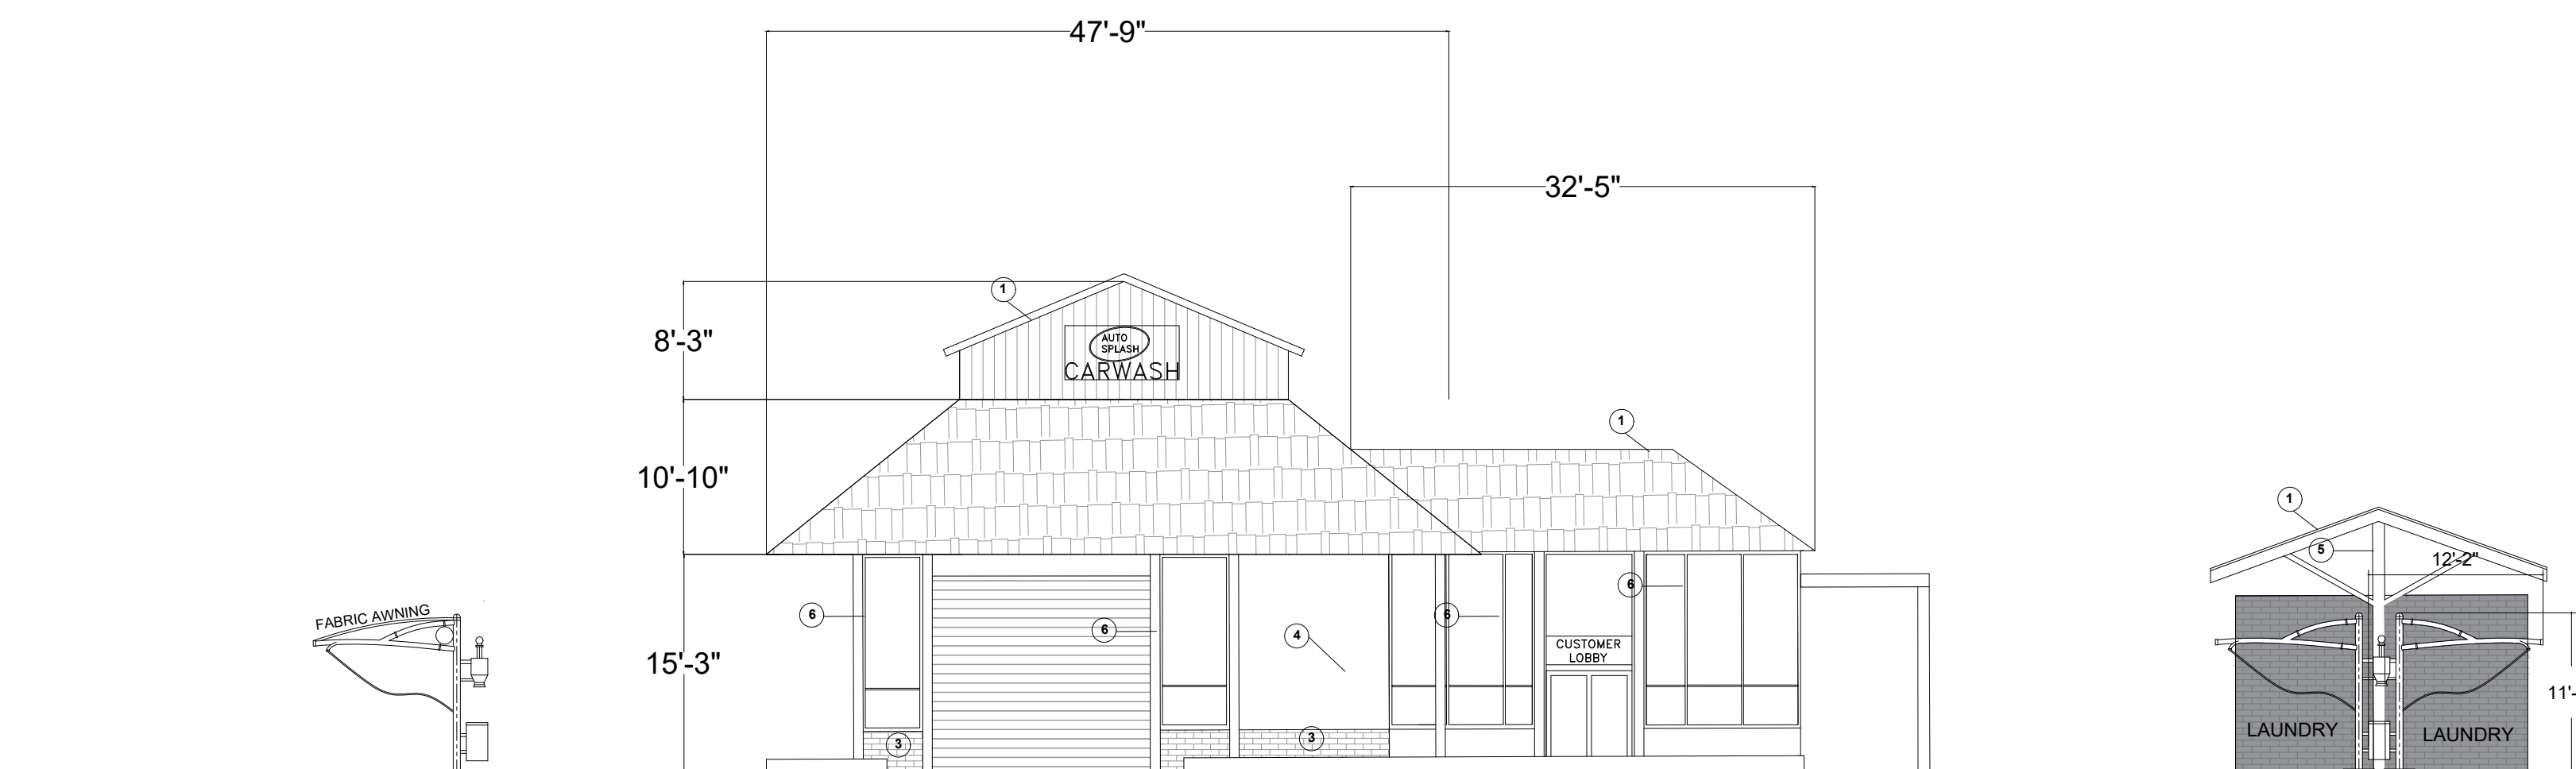 47'-9"
32'-5"
1
8'-3"
AUTO
SPLASH
CARWASH
1
10'-10"
1
5
12'-2"
FABRIC AWNING
6
6
4
6
6
15'-3"
CUSTOMER
LOBBY
11'-
3
3
LAUNDRY
LAUNDRY